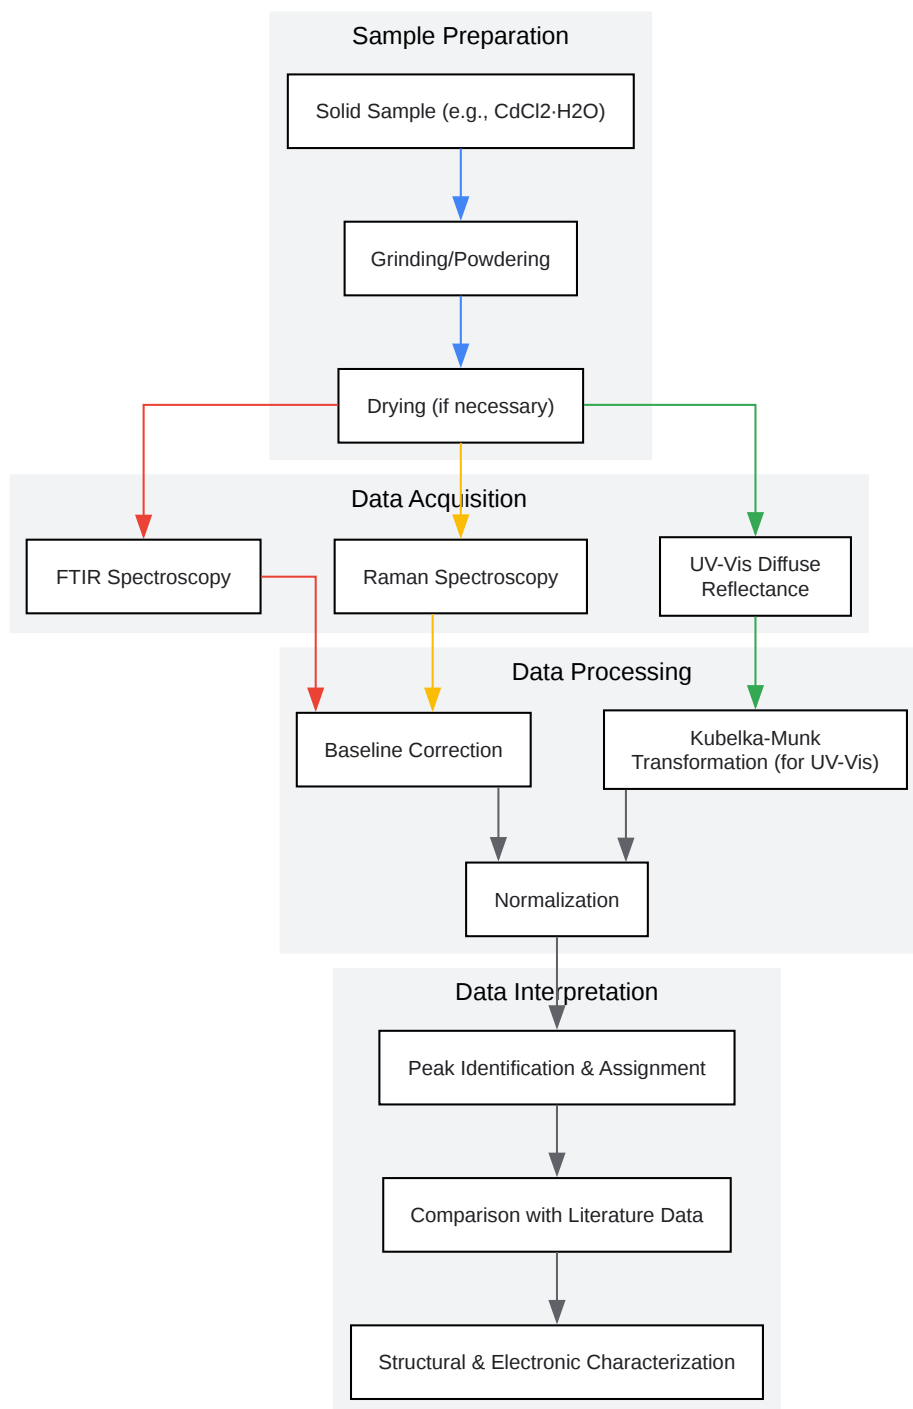 Sample Preparation
Solid Sample (e.g., CdCl2·H2O)
Grinding/Powdering
Drying (if necessary)
Data Acquisition
FTIR Spectroscopy
Raman Spectroscopy
UV-Vis Diffuse
Reflectance
Data Processing
Baseline Correction
Kubelka-Munk
Transformation (for UV-Vis)
Normalization
Data Interpretation
Peak Identification & Assignment
Comparison with Literature Data
Structural & Electronic Characterization